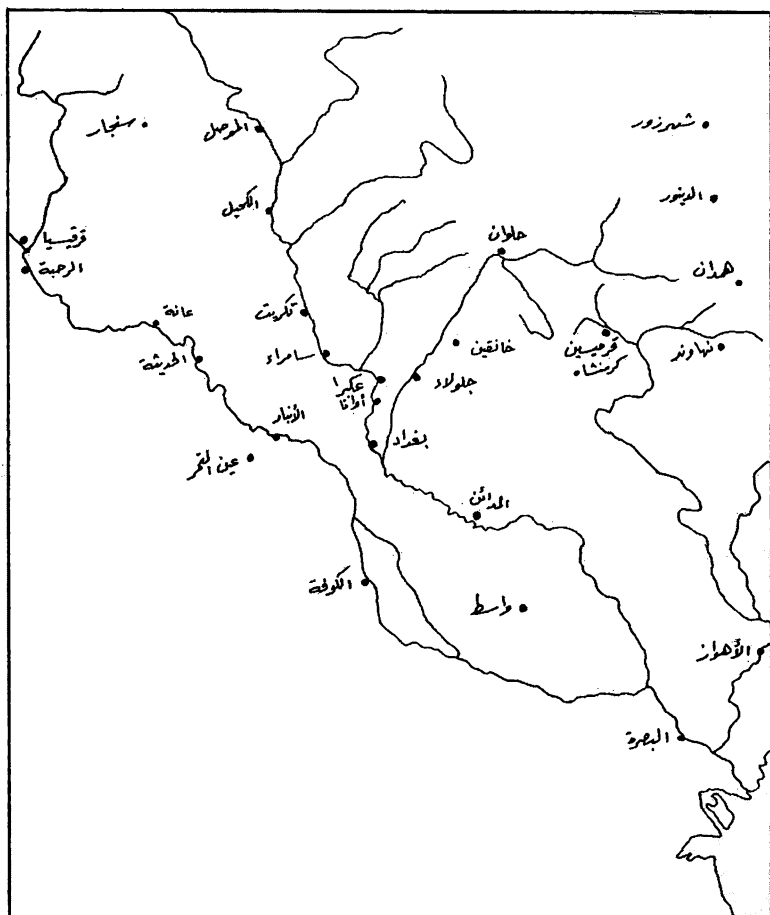 سنجار
الموصل
شهرزور
الكحيل
الدينور
قرقيسيا
الرحبة
حلوان
همدان
عانة
تكريت
الحديثة
سامراء
خانقين
قرميسين
كرمنشاه
نهاوند
عكبرا
أوانا
جلولاء
الأنبار
بغداد
عين التمر
المدائن
الكوفة
واسط
الأهواز
البصرة